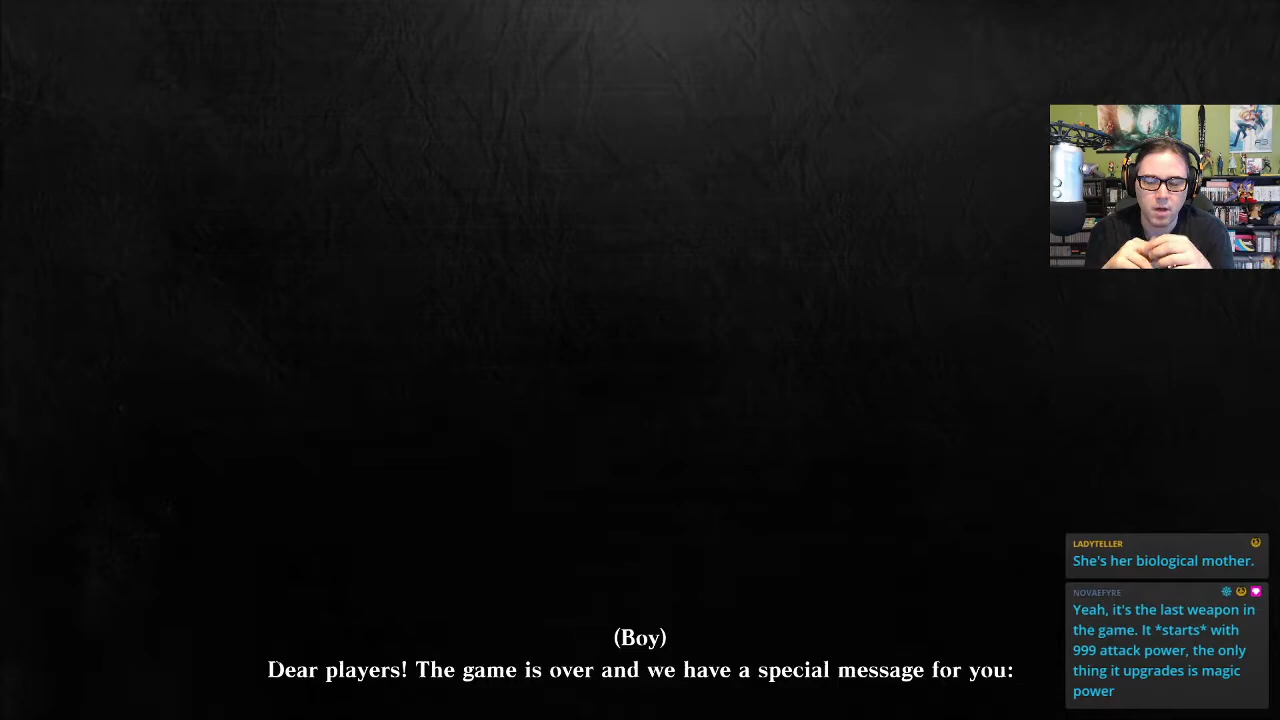 LADYTELLER
She's her biological mother.
NOVAEFYRE
Yeah, it's the last weapon in
the game. It *starts* with
999 attack power, the only
thing it upgrades is magic
power
(Boy)
Dear players! The game is over and we have a special message for you: